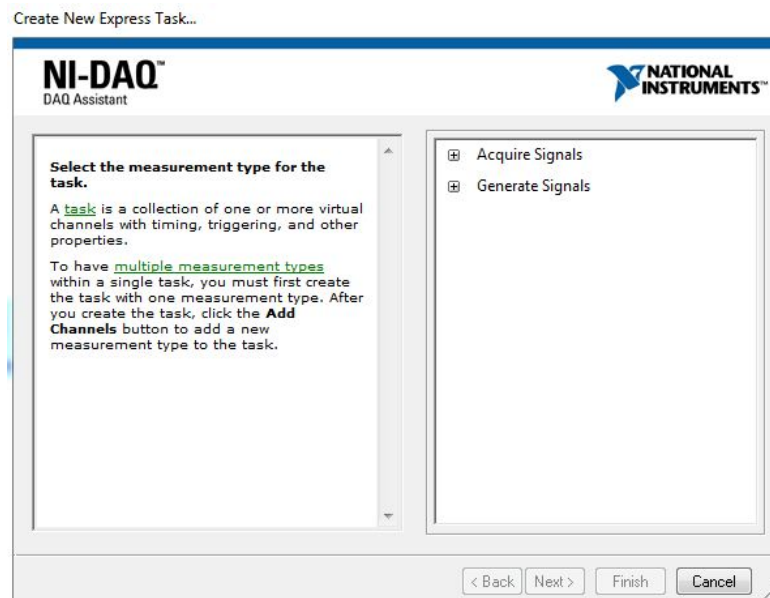 Create New Express Task...
NI-DAQ™
DAQ Assistant
NATIONAL
INSTRUMENTS™
Select the measurement type for the
task.
A task is a collection of one or more virtual
channels with timing, triggering, and other
properties.
To have multiple measurement types
within a single task, you must first create
the task with one measurement type. After
you create the task, click the Add
Channels button to add a new
measurement type to the task.
Acquire Signals
Generate Signals
< Back Next > Finish Cancel